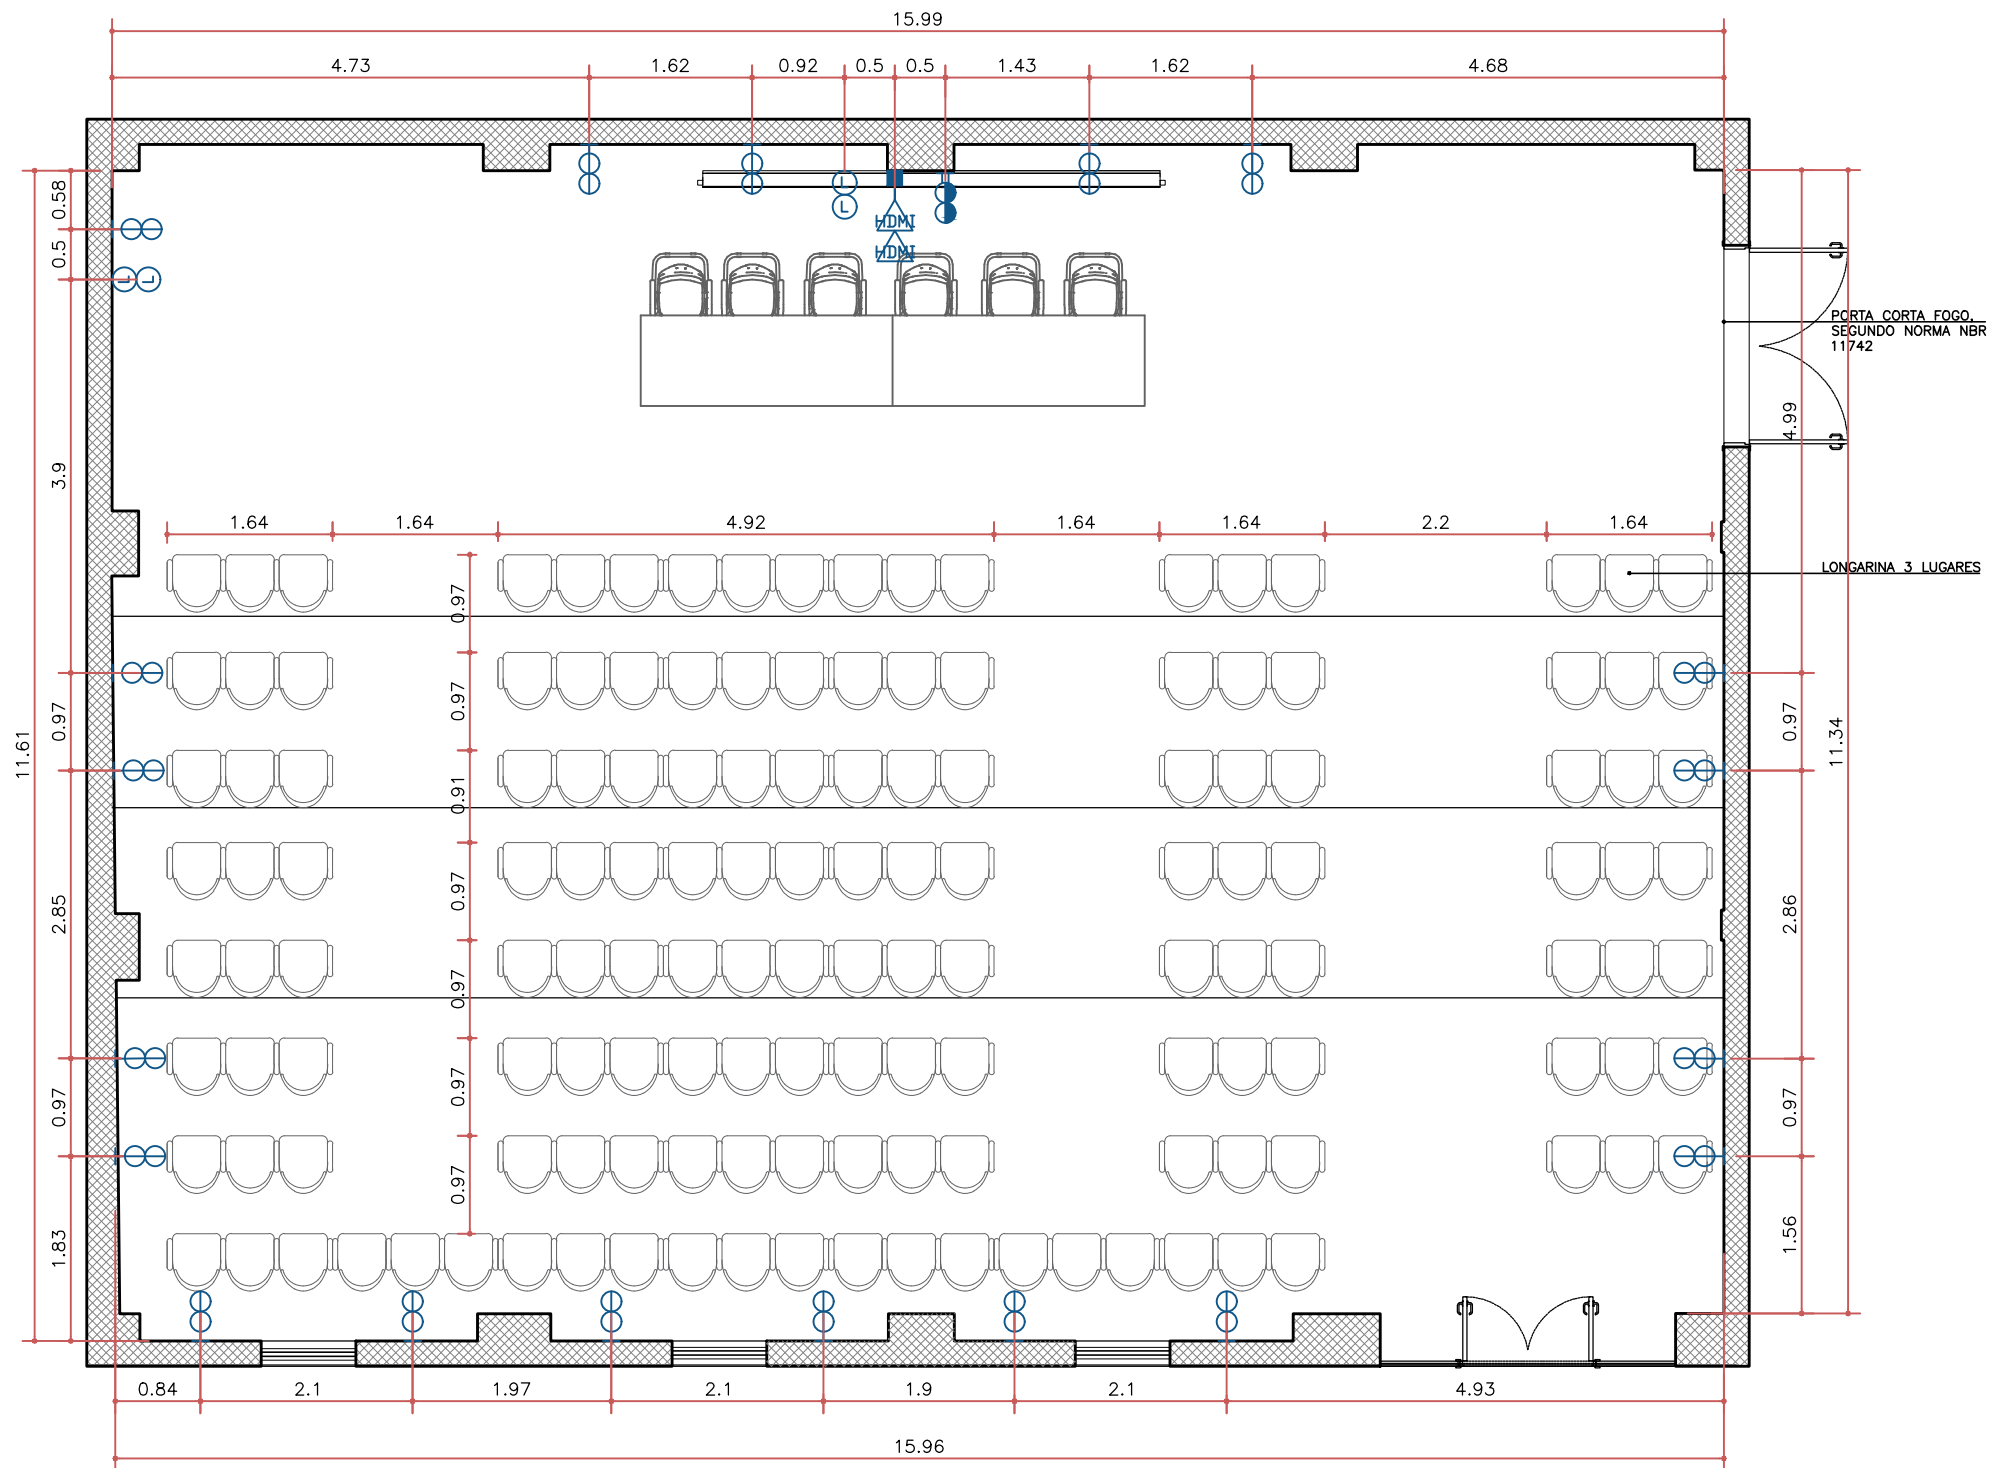 15.99
4.73 1.62 0.92 0.5 0.5 1.43 1.62 4.68
0.58
L
L
HDMI
HDMI
0.5
L L
PORTA CORTA FOGO,
SEGUNDO NORMA NBR
11742
4.99
3.9
1.64 1.64 4.92 1.64 1.64 2.2 1.64
LONGARINA 3 LUGARES
0.97
0.97
0.97
0.97
11.61
11.34
0.91
0.97
2.85
2.86
0.97
0.97
0.97
0.97
0.97
1.83
1.56
0.84 2.1 1.97 2.1 1.9 2.1 4.93
15.96